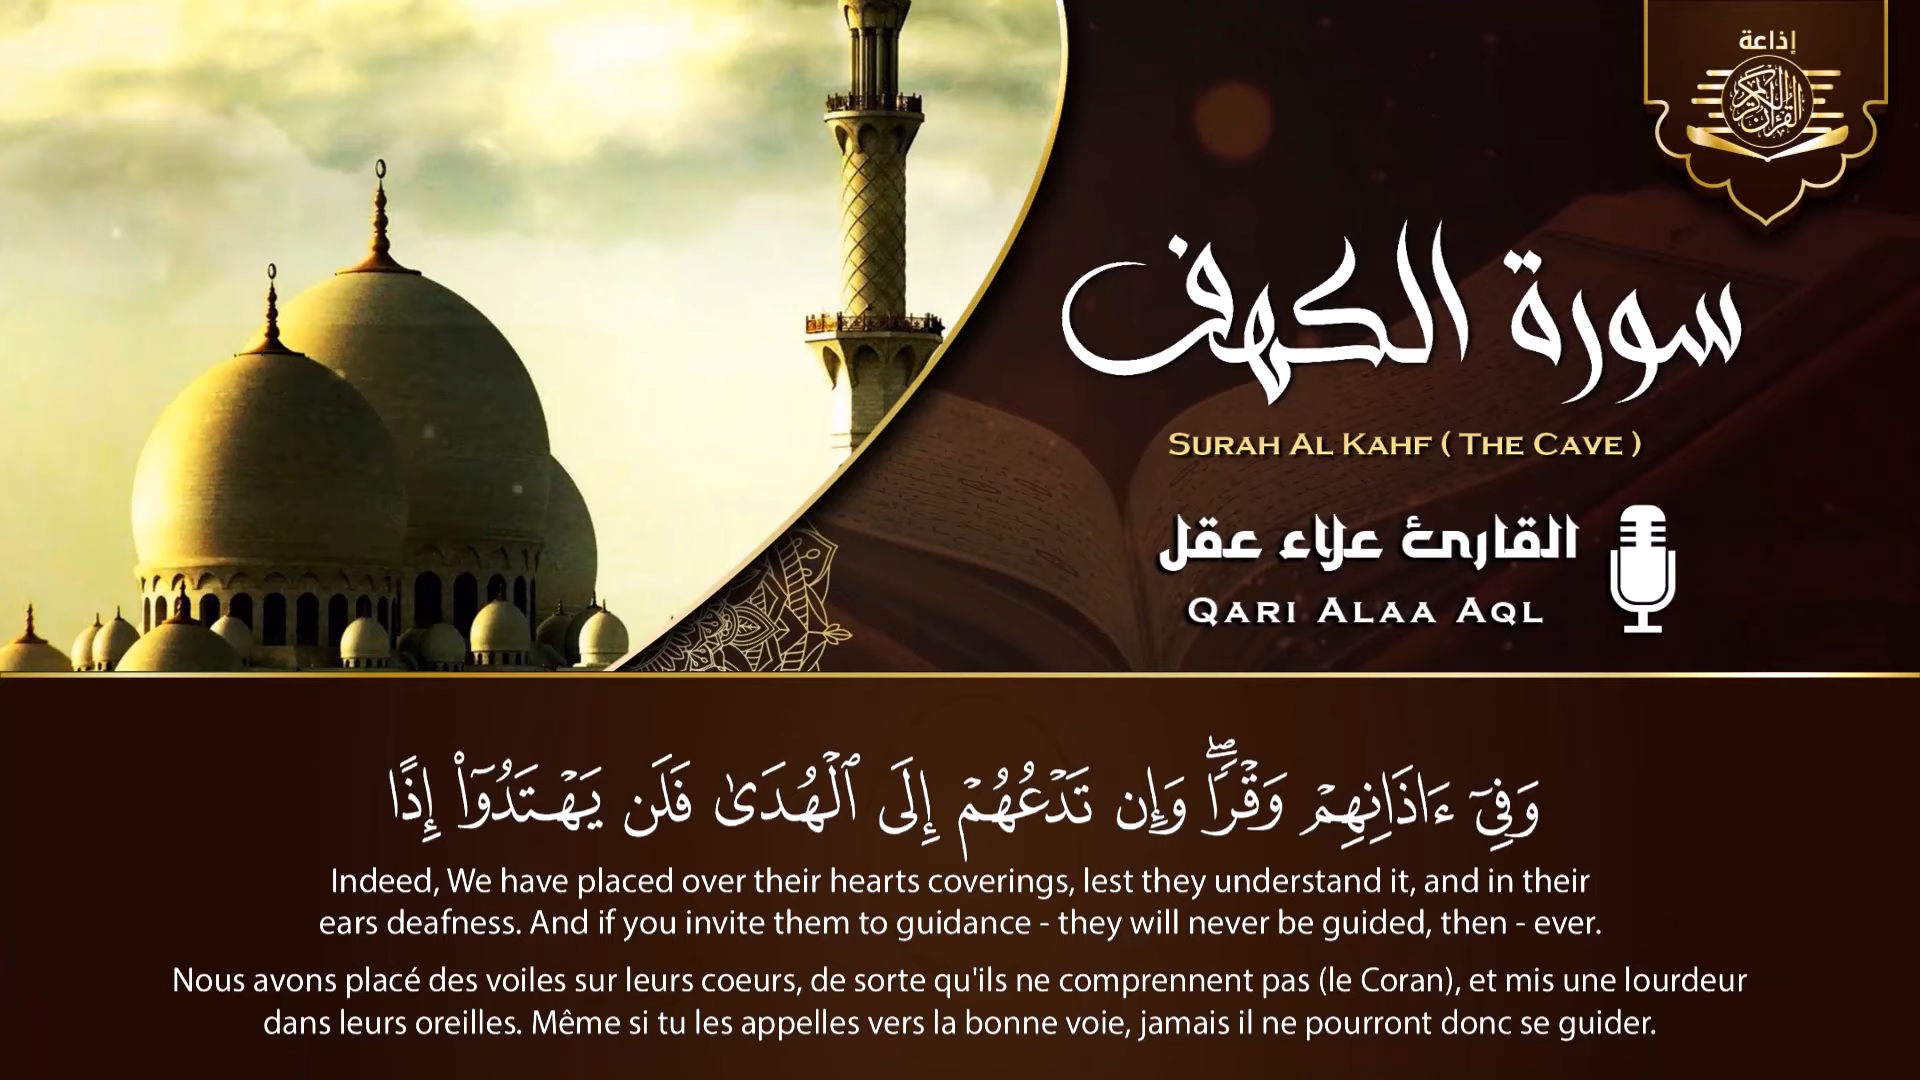 إذاعة
القرآن الكريم
سورة الكهف
SURAH AL KAHF ( THE CAVE )
القارئ علاء عقل
QARI ALAA AQL
وَفِيٓ ءَاذَانِهِمۡ وَقۡرٗاۖ وَإِن تَدۡعُهُمۡ إِلَى ٱلۡهُدَىٰ فَلَن يَهۡتَدُوٓاْ إِذًا
Indeed, We have placed over their hearts coverings, lest they understand it, and in their
ears deafness. And if you invite them to guidance - they will never be guided, then - ever.
Nous avons placé des voiles sur leurs coeurs, de sorte qu'ils ne comprennent pas (le Coran), et mis une lourdeur
dans leurs oreilles. Même si tu les appelles vers la bonne voie, jamais il ne pourront donc se guider.